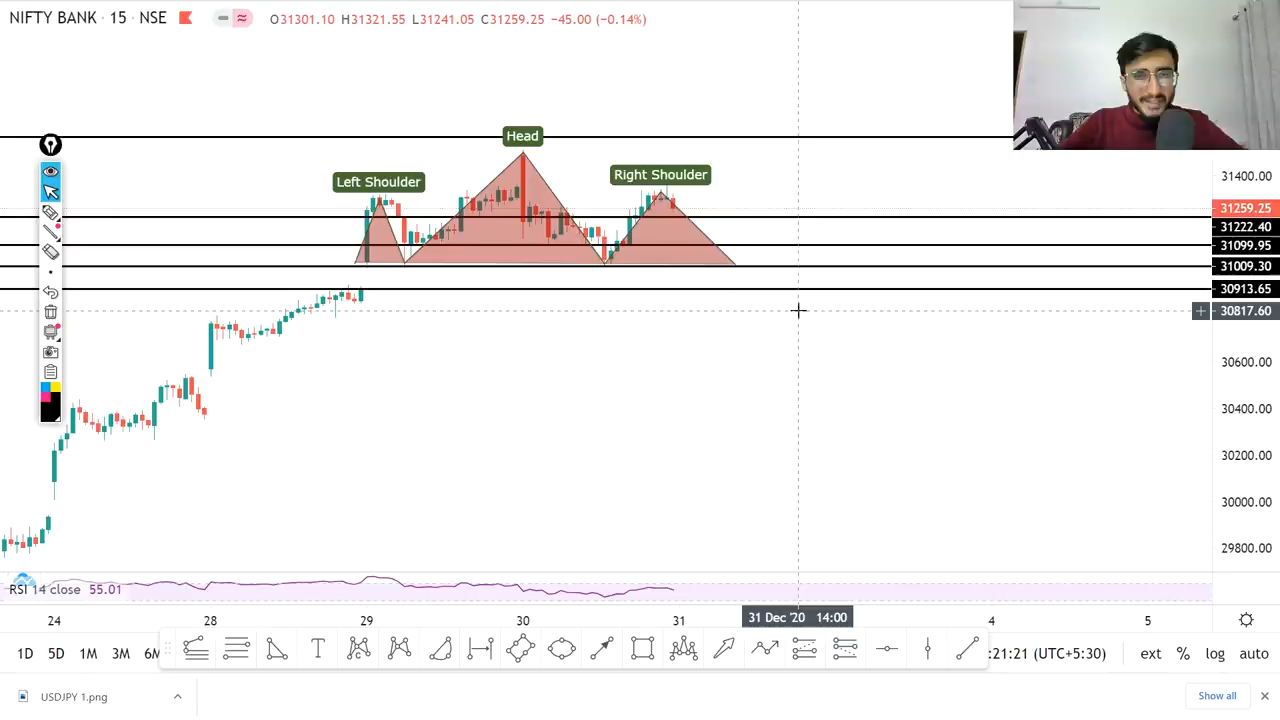 NIFTY BANK · 15 · NSE O31301.10 H31321.55 L31241.05 C31259.25 −45.00 (−0.14%)
Head
Left Shoulder
Right Shoulder
31400.00
31259.25
31222.40
31099.95
31009.30
30913.65
30817.60
30600.00
30400.00
30200.00
30000.00
29800.00
RSI 14 close 55.01
24 28 29 30 31 31 Dec '20 14:00 4 5
1D 5D 1M 3M 6M :21:21 (UTC+5:30) ext % log auto
USDJPY 1.png Show all